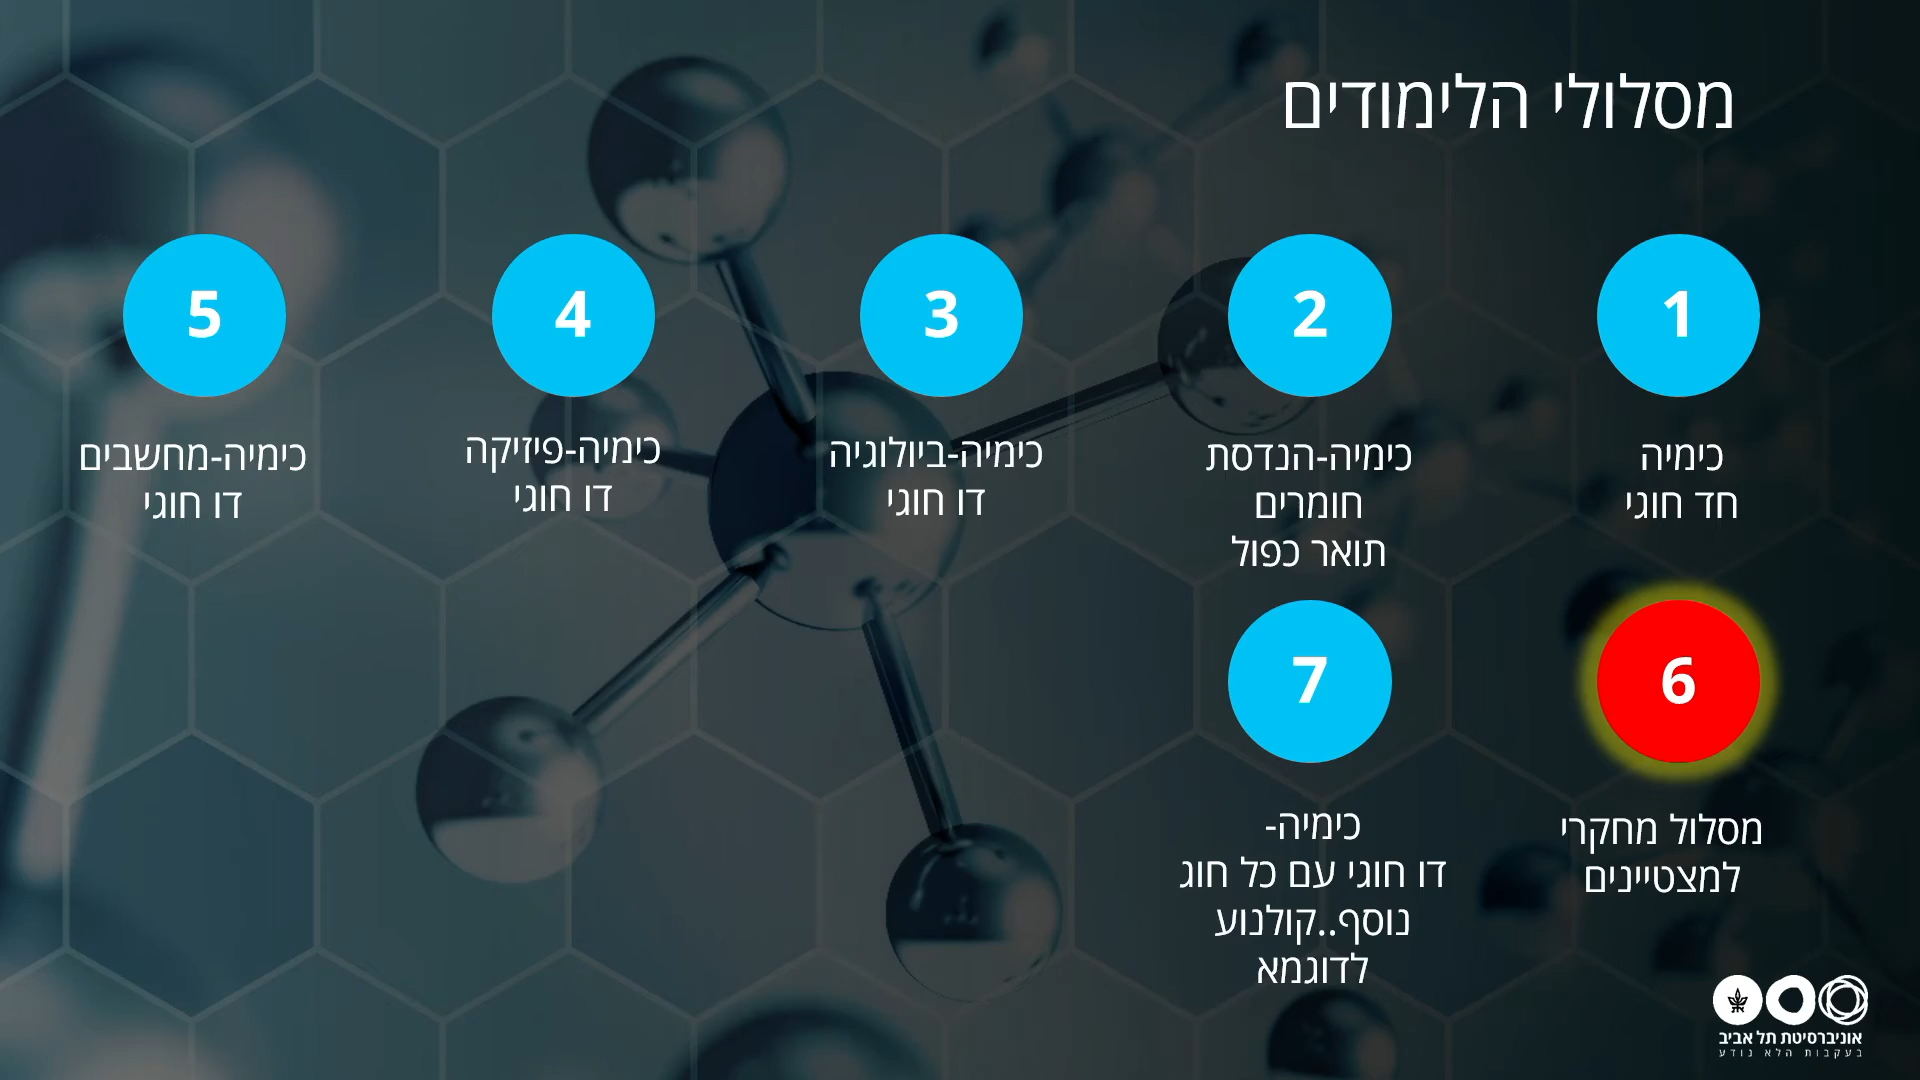 מסלולי הלימודים
1
כימיה
חד חוגי
2
כימיה-הנדסת
חומרים
תואר כפול
3
כימיה-ביולוגיה
דו חוגי
4
כימיה-פיזיקה
דו חוגי
5
כימיה-מחשבים
דו חוגי
6
מסלול מחקרי
למצטיינים
7
כימיה-
דו חוגי עם כל חוג
נוסף..קולנוע
לדוגמא
אוניברסיטת תל אביב
בעקבות הלא נודע